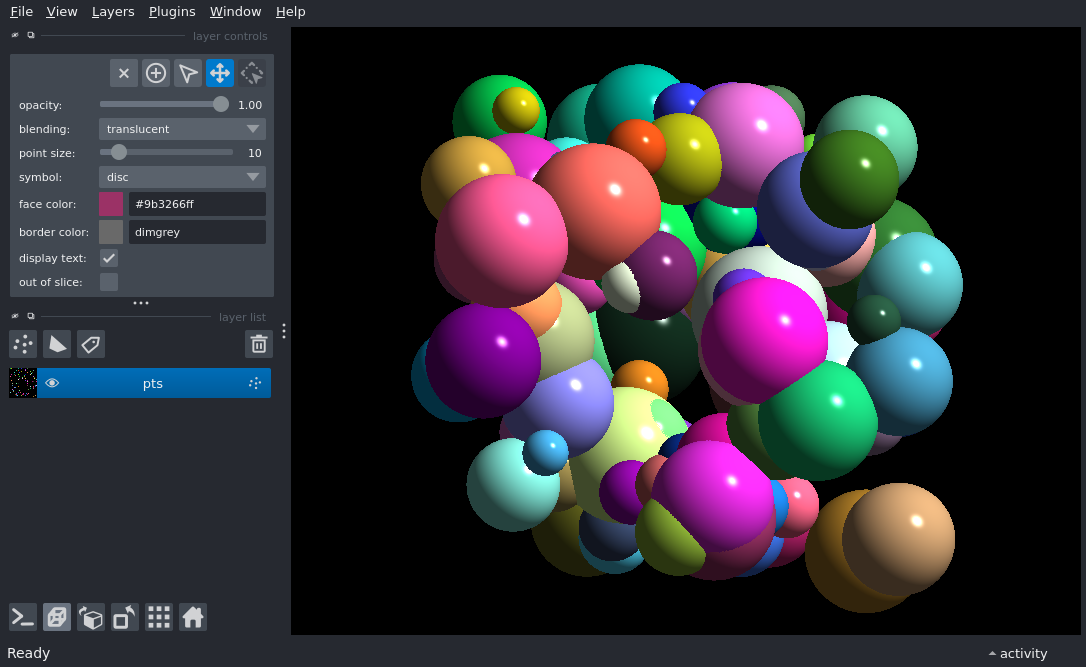 File View Layers Plugins Window Help
layer controls
opacity: 1.00
blending: translucent
point size: 10
symbol: disc
face color: #9b3266ff
border color: dimgrey
display text:
out of slice:
layer list
pts
Ready
activity